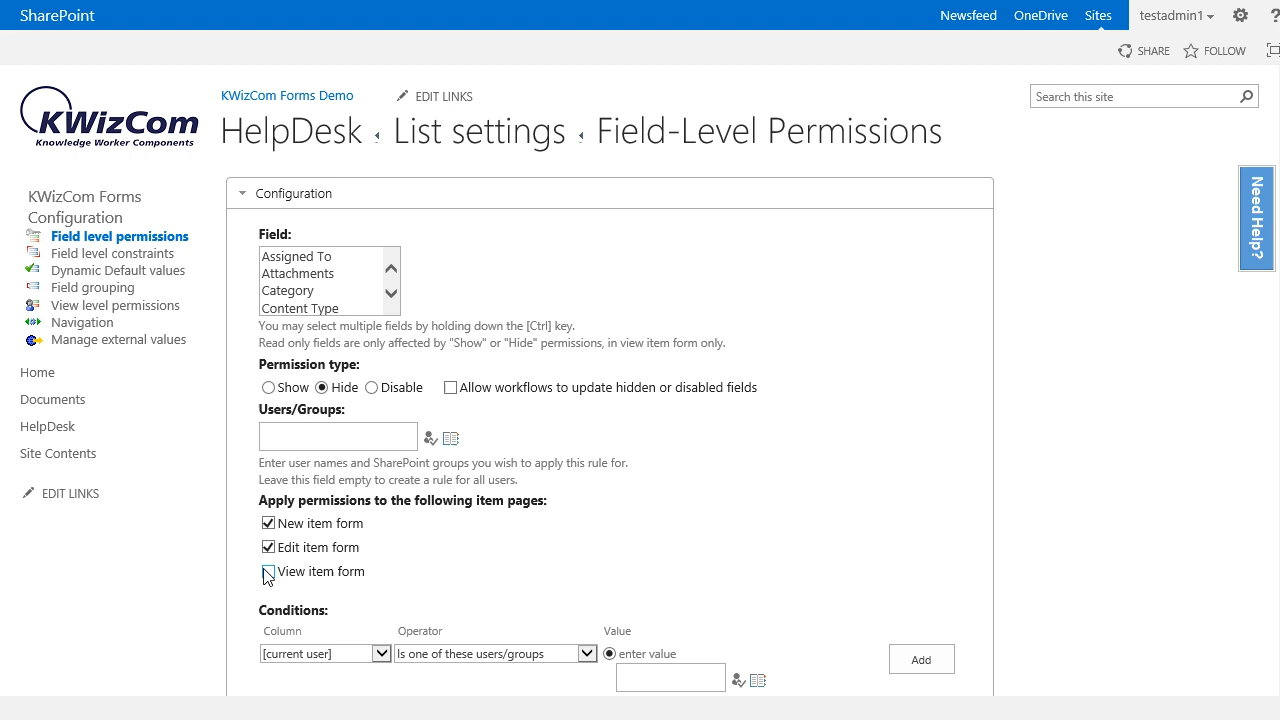 SharePoint
Newsfeed OneDrive Sites testadmin1 ?
SHARE FOLLOW
KWizCom
Knowledge Worker Components
KWizCom Forms Demo EDIT LINKS
Search this site
HelpDesk List settings Field-Level Permissions
Need Help?
KWizCom Forms
Configuration
Field level permissions
Field level constraints
Dynamic Default values
Field grouping
View level permissions
Navigation
Manage external values
Home
Documents
HelpDesk
Site Contents
EDIT LINKS
Configuration
Field:
Assigned To
Attachments
Category
Content Type
You may select multiple fields by holding down the [Ctrl] key.
Read only fields are only affected by "Show" or "Hide" permissions, in view item form only.
Permission type:
Show Hide Disable Allow workflows to update hidden or disabled fields
Users/Groups:
Enter user names and SharePoint groups you wish to apply this rule for.
Leave this field empty to create a rule for all users.
Apply permissions to the following item pages:
New item form
Edit item form
View item form
Conditions:
Column Operator Value
[current user] Is one of these users/groups enter value
Add